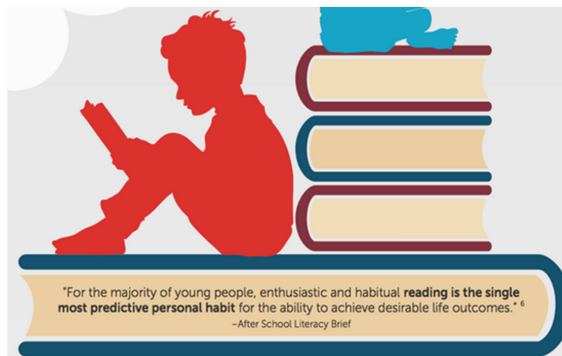 "For the majority of young people, enthusiastic and habitual reading is the single
most predictive personal habit for the ability to achieve desirable life outcomes." 6
–After School Literacy Brief